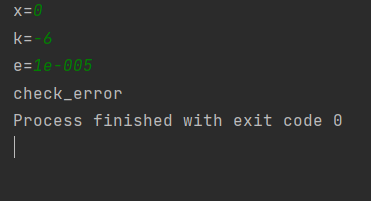 x=0
k=-6
e=1e-005
check_error
Process finished with exit code 0